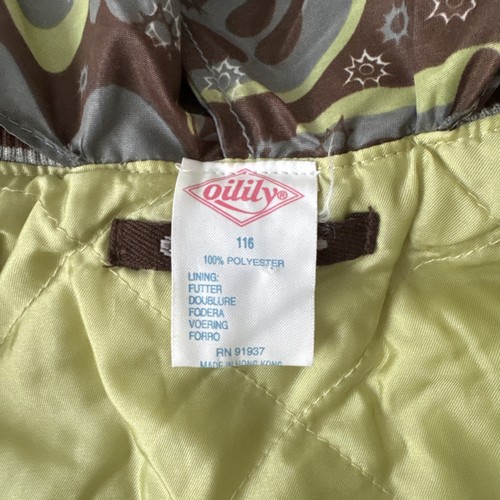 oilily®
116
100% POLYESTER
LINING:
FUTTER
DOUBLURE
FODERA
VOERING
FORRO
RN 91937
MADE IN HONG KONG